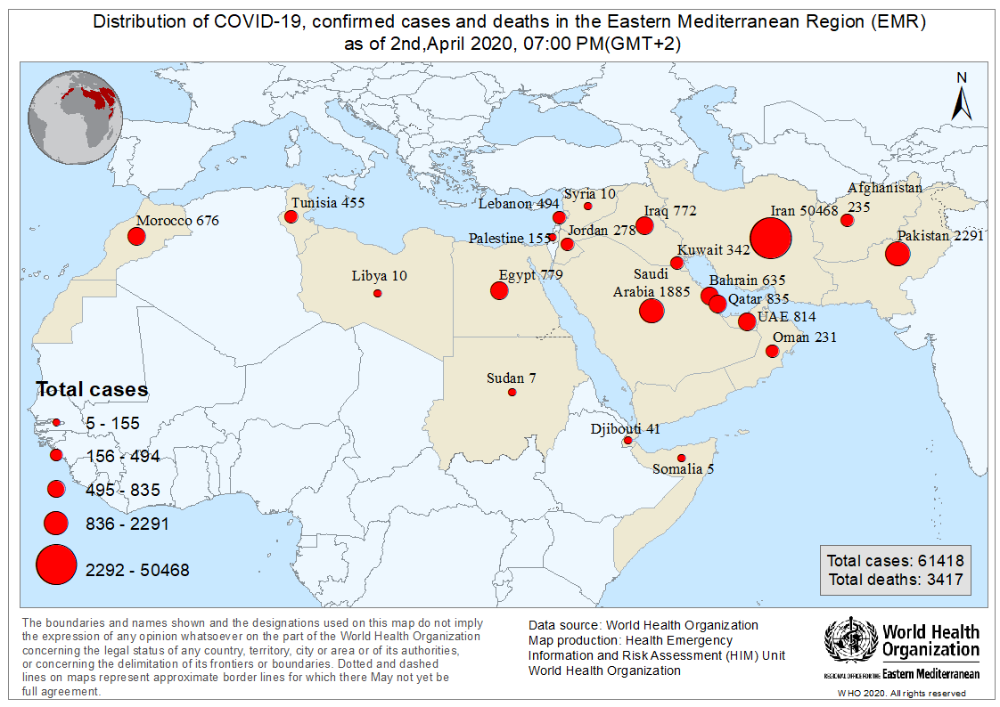 Distribution of COVID-19, confirmed cases and deaths in the Eastern Mediterranean Region (EMR)
as of 2nd,April 2020, 07:00 PM(GMT+2)
N
Afghanistan
235
Syria 10
Tunisia 455
Lebanon 494
Iraq 772
Iran 50468
Morocco 676
Jordan 278
Palestine 155
Pakistan 2291
Kuwait 342
Libya 10
Egypt 779
Saudi
Arabia 1885
Bahrain 635
Qatar 835
UAE 814
Oman 231
Sudan 7
Djibouti 41
Somalia 5
Total cases
5 - 155
156 - 494
495 - 835
836 - 2291
2292 - 50468
Total cases: 61418
Total deaths: 3417
The boundaries and names shown and the designations used on this map do not imply
the expression of any opinion whatsoever on the part of the World Health Organization
concerning the legal status of any country, territory, city or area or of its authorities,
or concerning the delimitation of its frontiers or boundaries. Dotted and dashed
lines on maps represent approximate border lines for which there May not yet be
full agreement.
Data source: World Health Organization
Map production: Health Emergency
Information and Risk Assessment (HIM) Unit
World Health Organization
World Health
Organization
REGIONAL OFFICE FOR THE Eastern Mediterranean
WHO 2020. All rights reserved